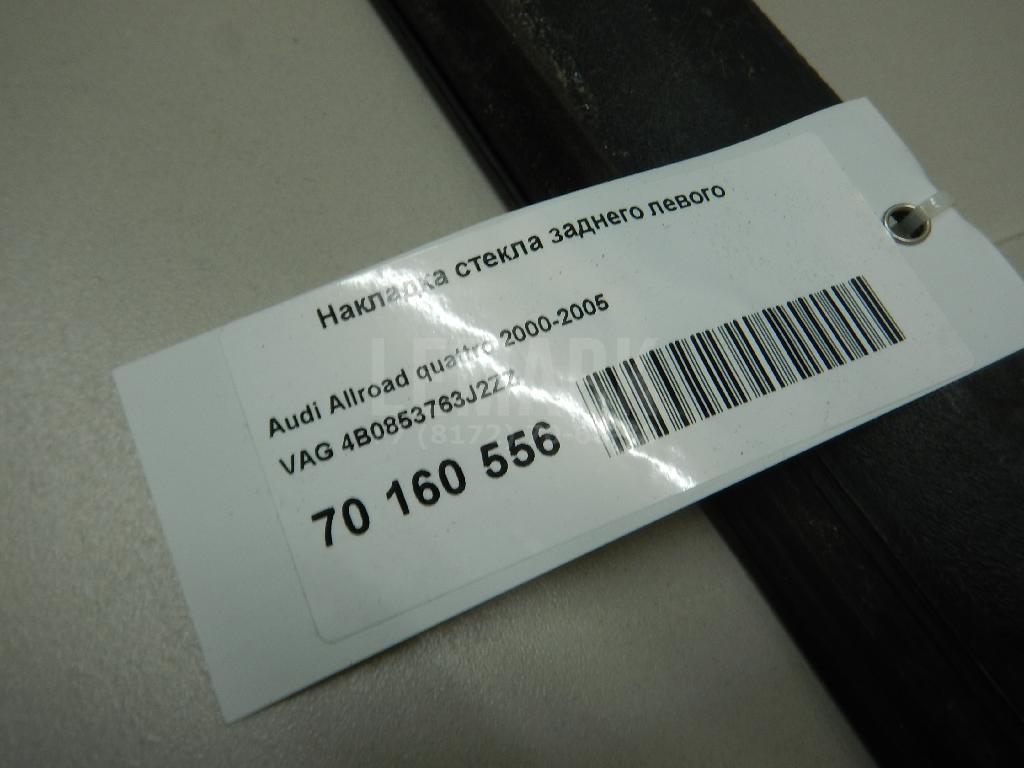 Накладка стекла заднего левого
Audi Allroad quattro 2000-2005
VAG 4B0853763J2ZZ
70 160 556